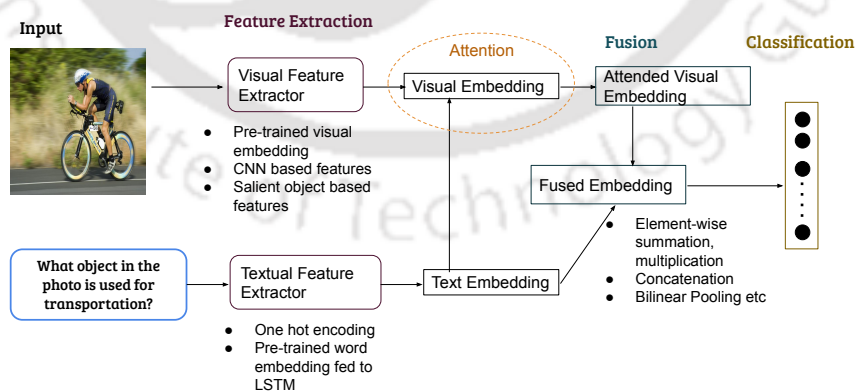 Input
Feature Extraction
Attention
Fusion
Classification
Visual Feature
Extractor
Visual Embedding
Attended Visual
Embedding
● Pre-trained visual
embedding
● CNN based features
● Salient object based
features
Fused Embedding
● Element-wise
summation,
multiplication
● Concatenation
● Bilinear Pooling etc
What object in the
photo is used for
transportation?
Textual Feature
Extractor
Text Embedding
● One hot encoding
● Pre-trained word
embedding fed to
LSTM
of Technology